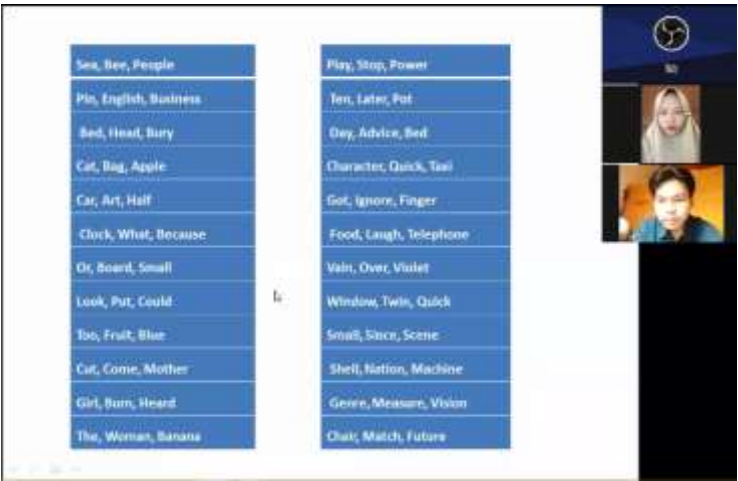 Sea, Bee, People
Pin, English, Business
Bed, Head, Bury
Cat, Bag, Apple
Car, Art, Half
Clock, What, Because
Or, Board, Small
Look, Put, Could
Too, Fruit, Blue
Cut, Come, Mother
Girl, Burn, Heard
The, Woman, Banana
Play, Stop, Power
Ten, Later, Pot
Day, Advice, Bed
Character, Quick, Taxi
Got, Ignore, Finger
Food, Laugh, Telephone
Vain, Over, Violet
Window, Twin, Quick
Small, Since, Scene
Shell, Nation, Machine
Genre, Measure, Vision
Chair, Match, Future